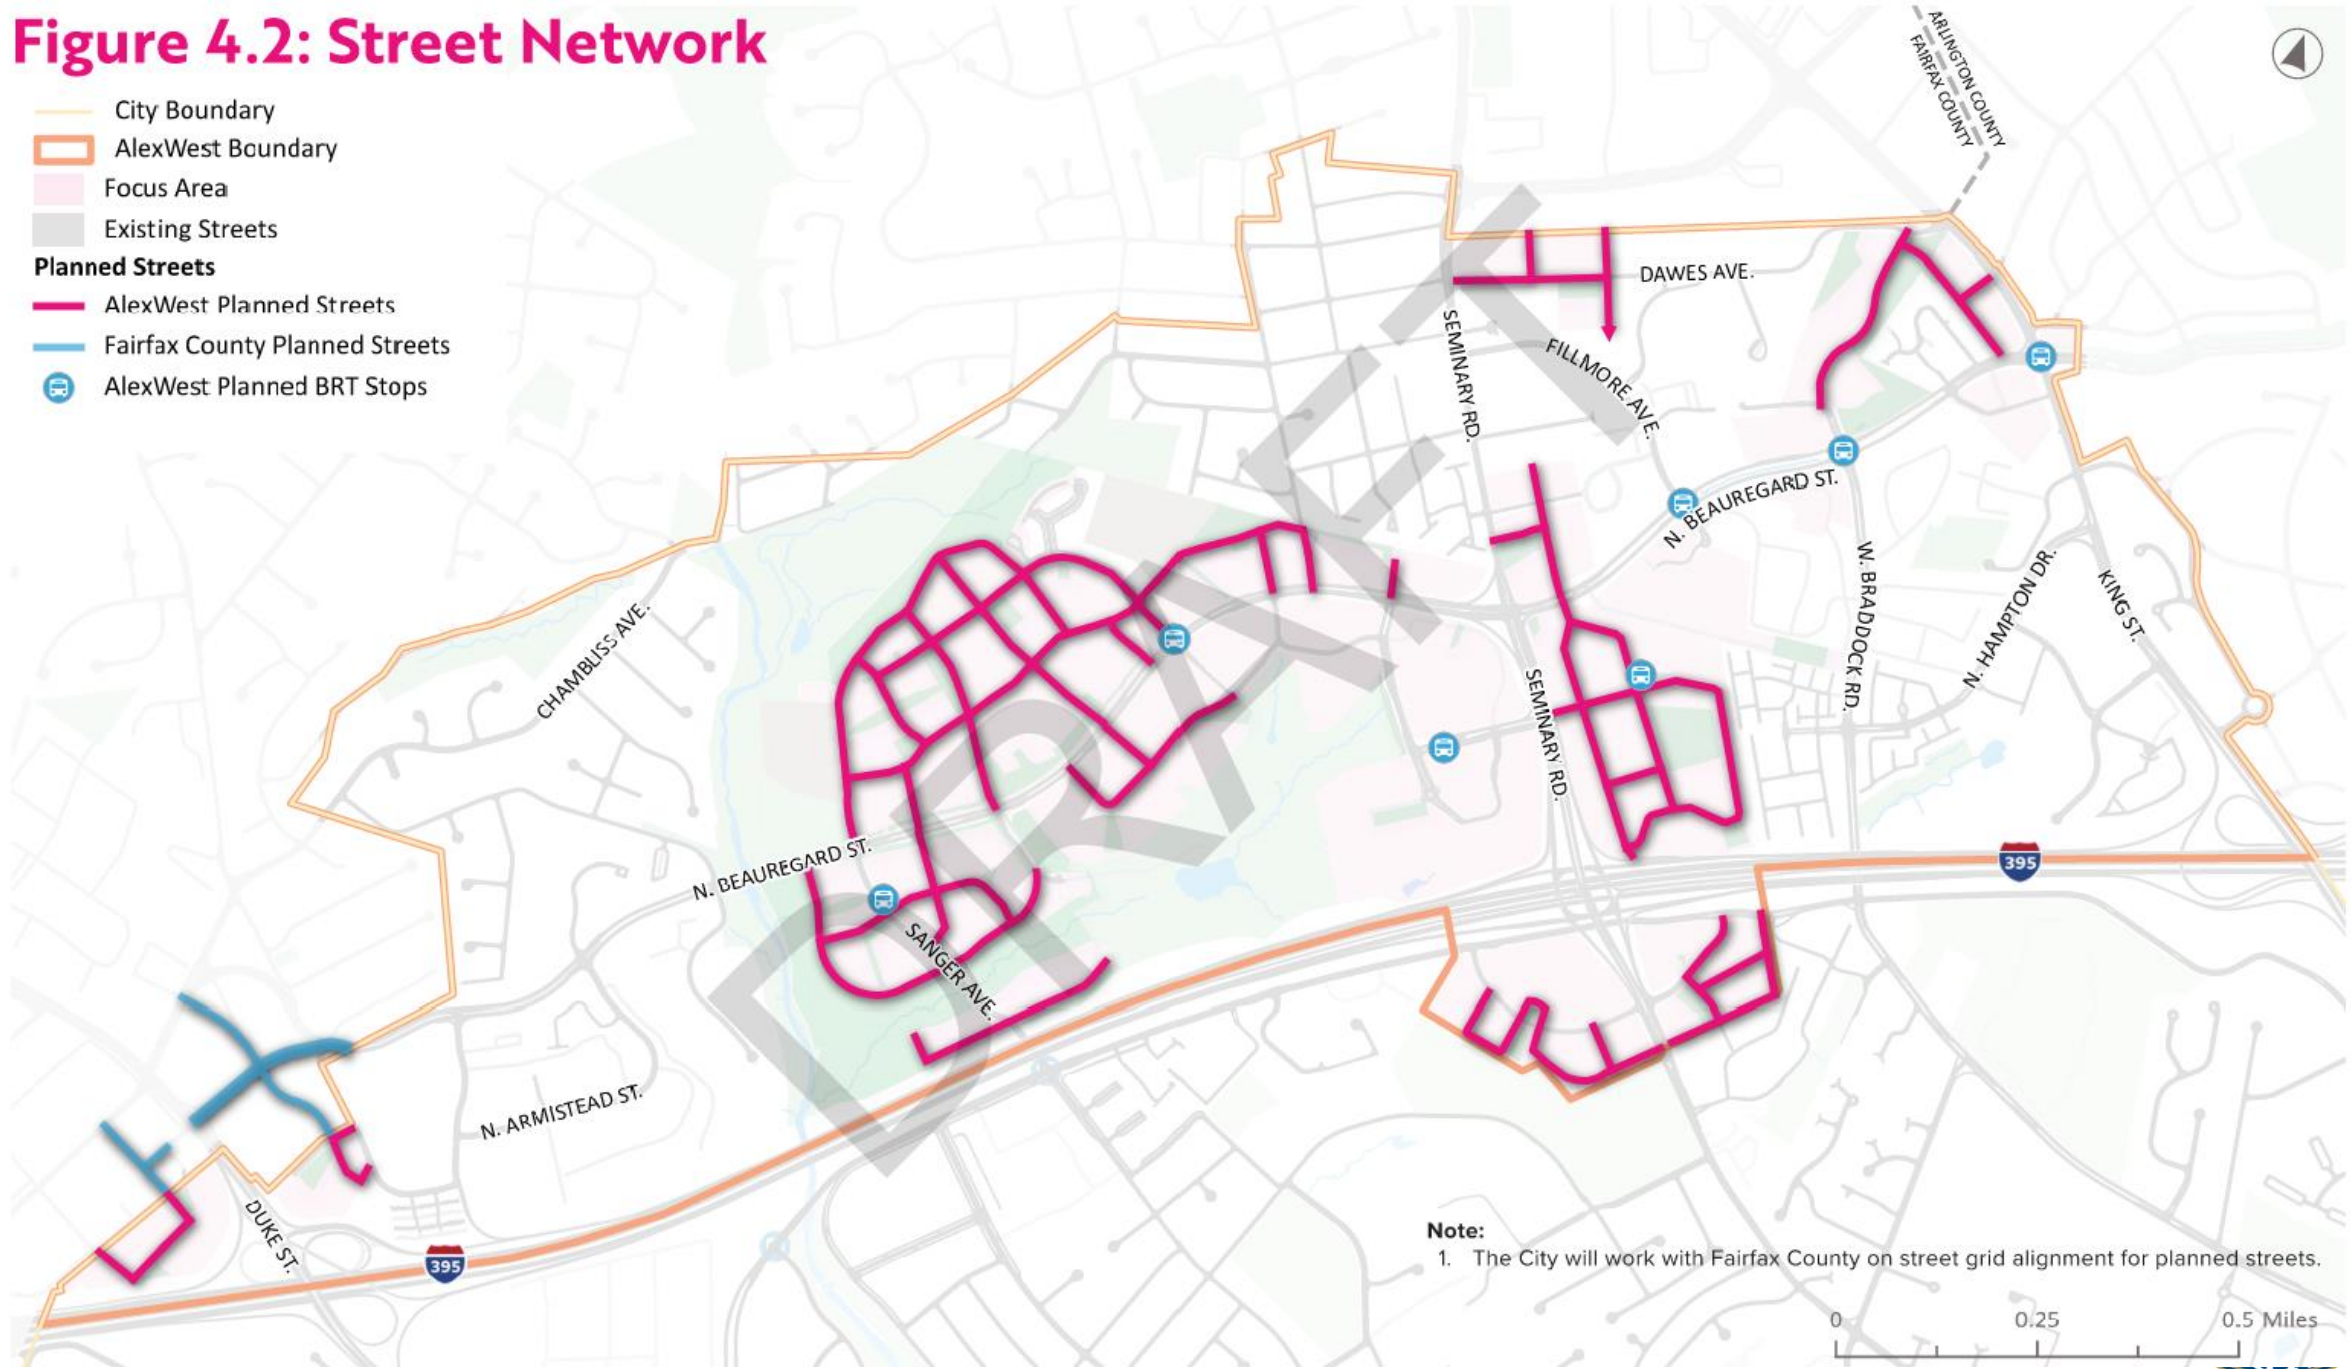 Figure 4.2: Street Network
City Boundary
AlexWest Boundary
Focus Area
Existing Streets
Planned Streets
AlexWest Planned Streets
Fairfax County Planned Streets
AlexWest Planned BRT Stops
ARLINGTON COUNTY
FAIRFAX COUNTY
DAWES AVE.
SEMINARY RD.
FILLMORE AVE.
N. BEAUREGARD ST.
W. BRADDOCK RD.
N. HAMPTON DR.
KING ST.
CHAMBLISS AVE.
SEMINARY RD.
N. BEAUREGARD ST.
SANGER AVE.
395
N. ARMISTEAD ST.
DUKE ST.
395
DRAFT
Note:
1. The City will work with Fairfax County on street grid alignment for planned streets.
0 0.25 0.5 Miles